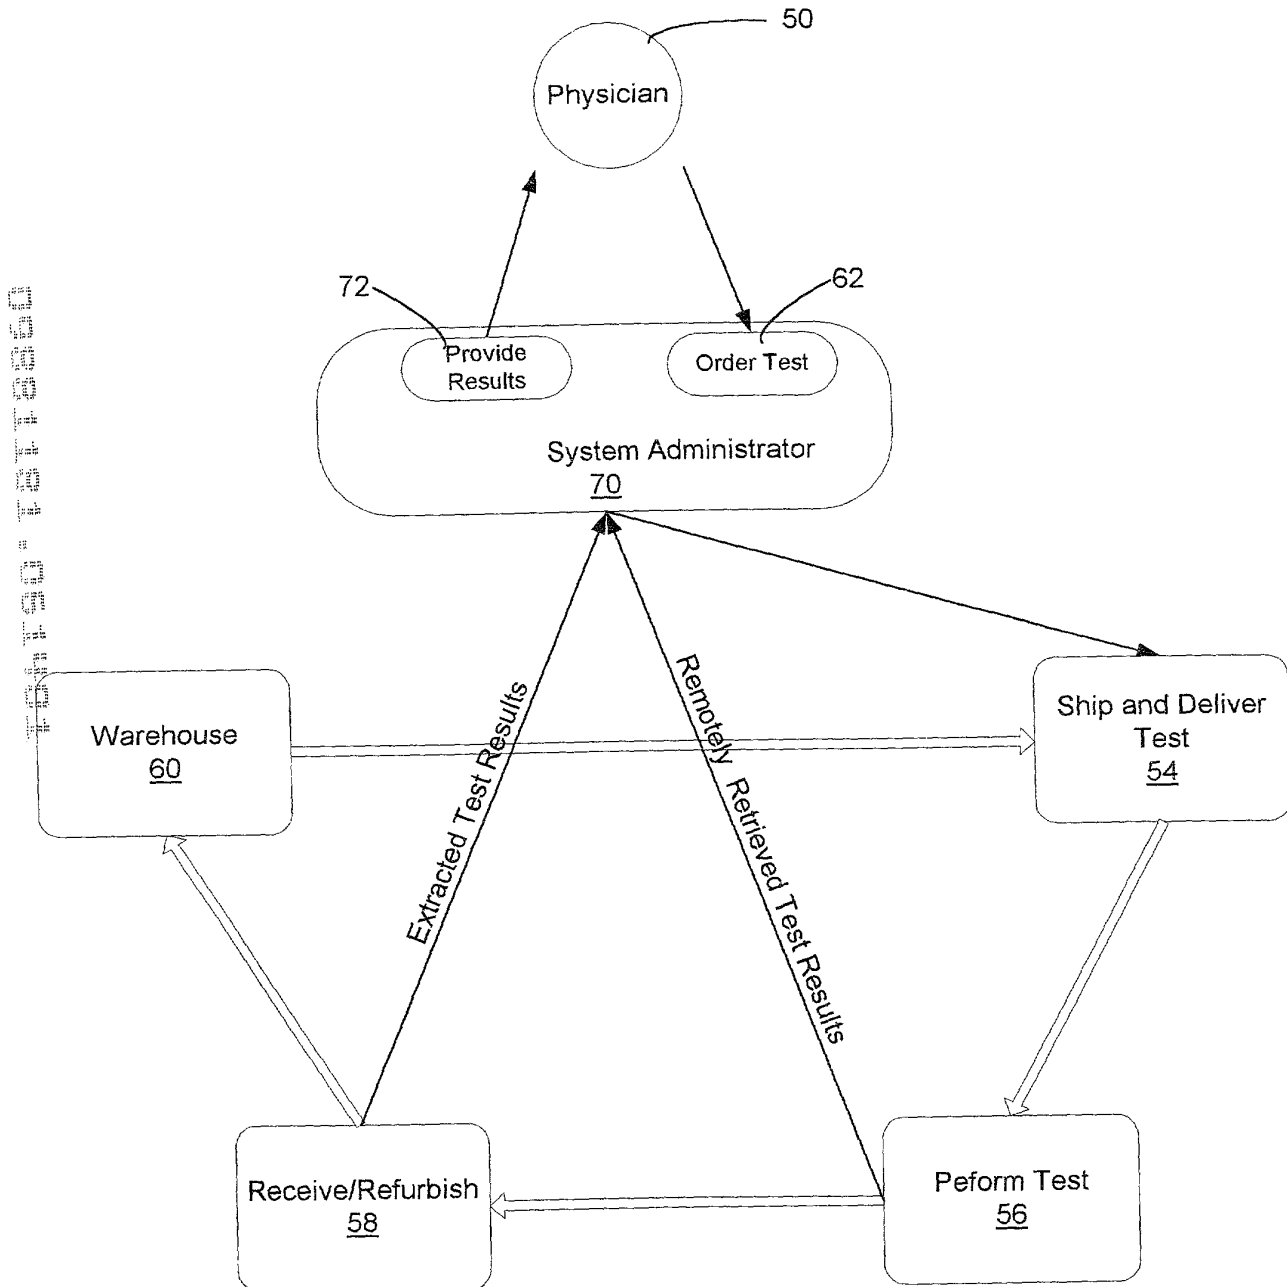 50
Physician
72
62
Provide
Results
Order Test
System Administrator
70
Warehouse
60
Ship and Deliver
Test
54
Extracted Test Results
Remotely Retrieved Test Results
Receive/Refurbish
58
Peform Test
56